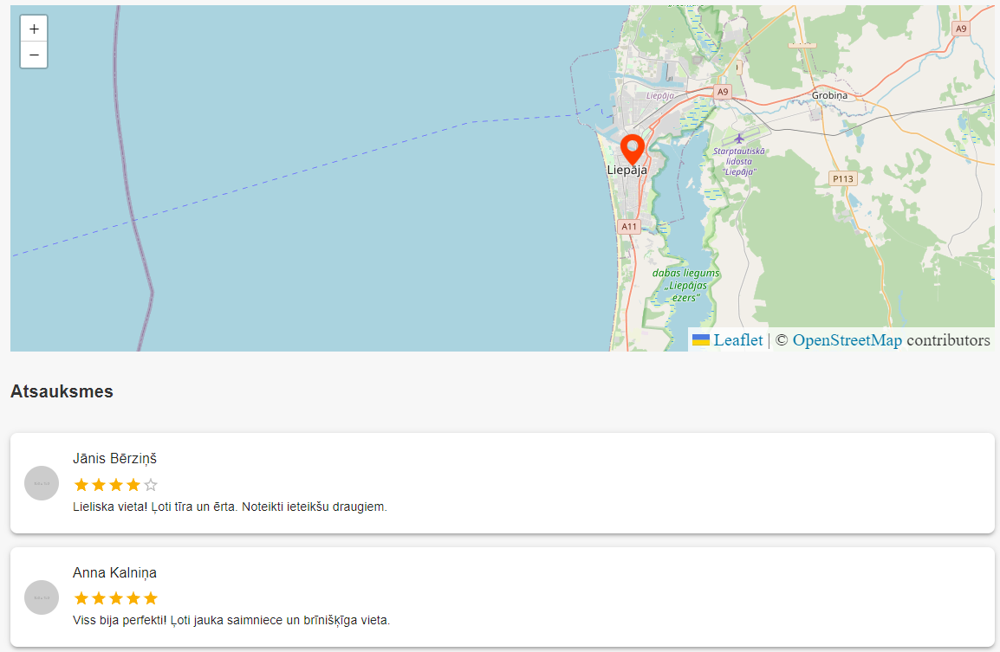 +
−
A9
Liepāja
A9
Grobiņa
Starptautiskā
lidosta
"Liepāja"
Liepāja
P113
A11
dabas liegums
„Liepājas
ezers“
Leaflet | © OpenStreetMap contributors
Atsauksmes
Jānis Bērziņš
Lieliska vieta! Ļoti tīra un ērta. Noteikti ieteikšu draugiem.
Anna Kalniņa
Viss bija perfekti! Ļoti jauka saimniece un brīnišķīga vieta.